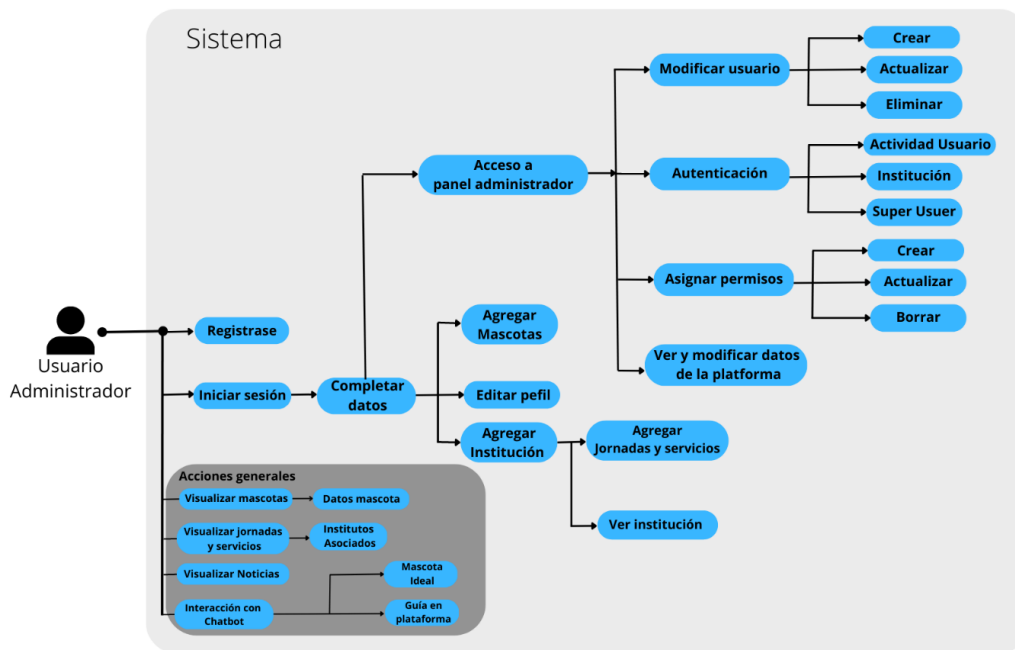 Sistema
Crear
Modificar usuario
Actualizar
Eliminar
Acceso a
panel administrador
Actividad Usuario
Autenticación
Institución
Super Usuer
Crear
Asignar permisos
Actualizar
Borrar
Ver y modificar datos
de la platforma
Usuario
Administrador
Registrase
Iniciar sesión
Completar
datos
Agregar
Mascotas
Editar pefil
Agregar
Institución
Agregar
Jornadas y servicios
Ver institución
Acciones generales
Visualizar mascotas
Datos mascota
Visualizar jornadas
y servicios
Institutos
Asociados
Visualizar Noticias
Interacción con
Chatbot
Mascota
Ideal
Guía en
plataforma